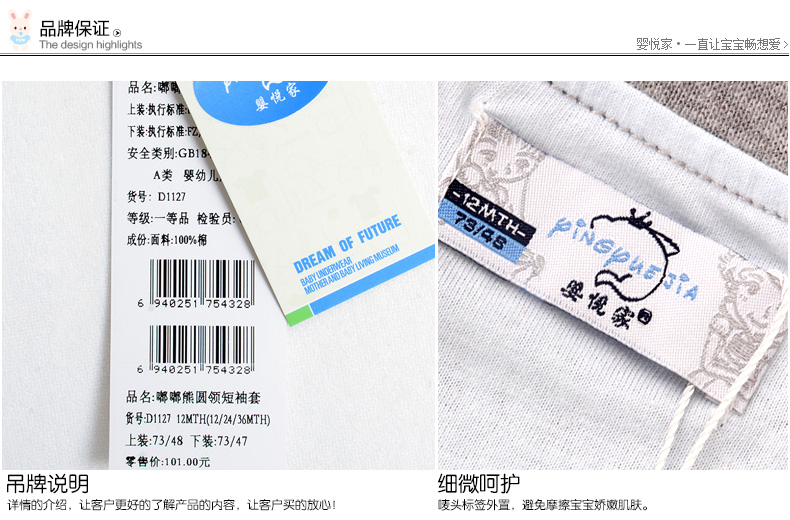 品牌保证
The design highlights
婴悦家·一直让宝宝畅想爱
品名:嘟
上装:执行标准:
下装:执行标准:FZ/
安全类别:GB18
A类 婴幼儿
货号: D1127
等级:一等品 检验员:
成份:面料:100%棉
6 940251 754328
6 940251 754328
品名:嘟嘟熊圆领短袖套
货号:D1127 12MTH(12/24/36MTH)
上装:73/48 下装:73/47
零售价:101.00元
婴悦家
DREAM OF FUTURE
BABY UNDERWEAR
MOTHER AND BABY LIVING MUSEUM
-12MTH-
73/48
PINGYUEJIA
婴悦家
吊牌说明
详情的介绍，让客户更好的了解产品的内容，让客户买的放心!
细微呵护
唛头标签外置，避免摩擦宝宝娇嫩肌肤。